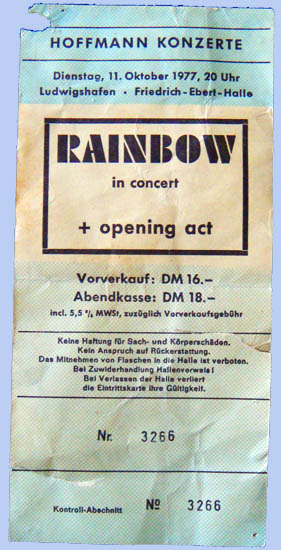 HOFFMANN KONZERTE
Dienstag, 11. Oktober 1977, 20 Uhr
Ludwigshafen · Friedrich-Ebert-Halle
RAINBOW
in concert
+ opening act
Vorverkauf: DM 16.–
Abendkasse: DM 18.–
incl. 5,5 % MWSt, zuzüglich Vorverkaufsgebühr
Keine Haftung für Sach- und Körperschäden.
Kein Anspruch auf Rückerstattung.
Das Mitnehmen von Flaschen in die Halle ist verboten.
Bei Zuwiderhandlung Hallenverweis!
Bei Verlassen der Halle verliert
die Eintrittskarte ihre Gültigkeit.
Nr. 3266
Kontroll-Abschnitt Nº 3266